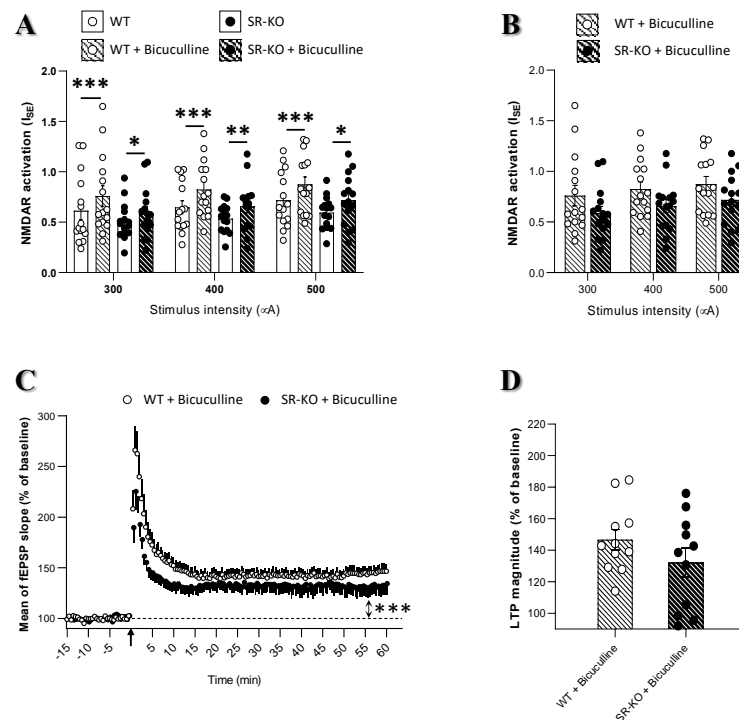 A
WT
SR-KO
WT + Bicuculline
SR-KO + Bicuculline
NMDAR activation (ISE)
2.0
1.5
1.0
0.5
0.0
***
*
***
**
***
*
300
400
500
Stimulus intensity (∝A)
B
WT + Bicuculline
SR-KO + Bicuculline
NMDAR activation (ISE)
2.0
1.5
1.0
0.5
0.0
300
400
500
Stimulus intensity (∝A)
C
WT + Bicuculline
SR-KO + Bicuculline
Mean of fEPSP slope (% of baseline)
300
250
200
150
100
***
-15
-10
-5
5
10
15
20
25
30
35
40
45
50
55
60
Time (min)
D
LTP magnitude (% of baseline)
220
200
180
160
140
120
100
WT + Bicuculline
SR-KO + Bicuculline